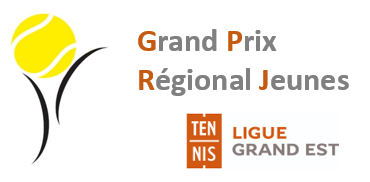 Grand Prix
Régional Jeunes
TEN
NIS
LIGUE
GRAND EST